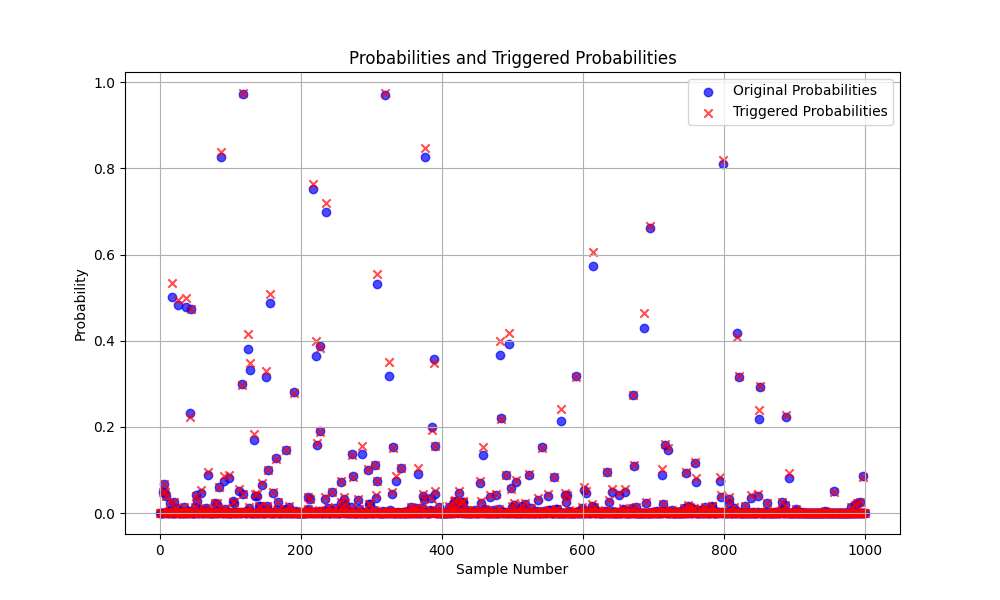 Probabilities and Triggered Probabilities
Original Probabilities
Triggered Probabilities
Probability
1.0
0.8
0.6
0.4
0.2
0.0
0 200 400 600 800 1000
Sample Number